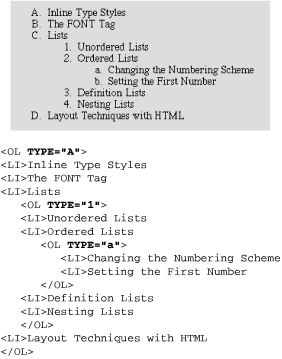 A. Inline Type Styles
B. The FONT Tag
C. Lists
1. Unordered Lists
2. Ordered Lists
a. Changing the Numbering Scheme
b. Setting the First Number
3. Definition Lists
4. Nesting Lists
D. Layout Techniques with HTML
<OL TYPE="A">
<LI>Inline Type Styles
<LI>The FONT Tag
<LI>Lists
<OL TYPE="1">
<LI>Unordered Lists
<LI>Ordered Lists
<OL TYPE="a">
<LI>Changing the Numbering Scheme
<LI>Setting the First Number
</OL>
<LI>Definition Lists
<LI>Nesting Lists
</OL>
<LI>Layout Techniques with HTML
</OL>